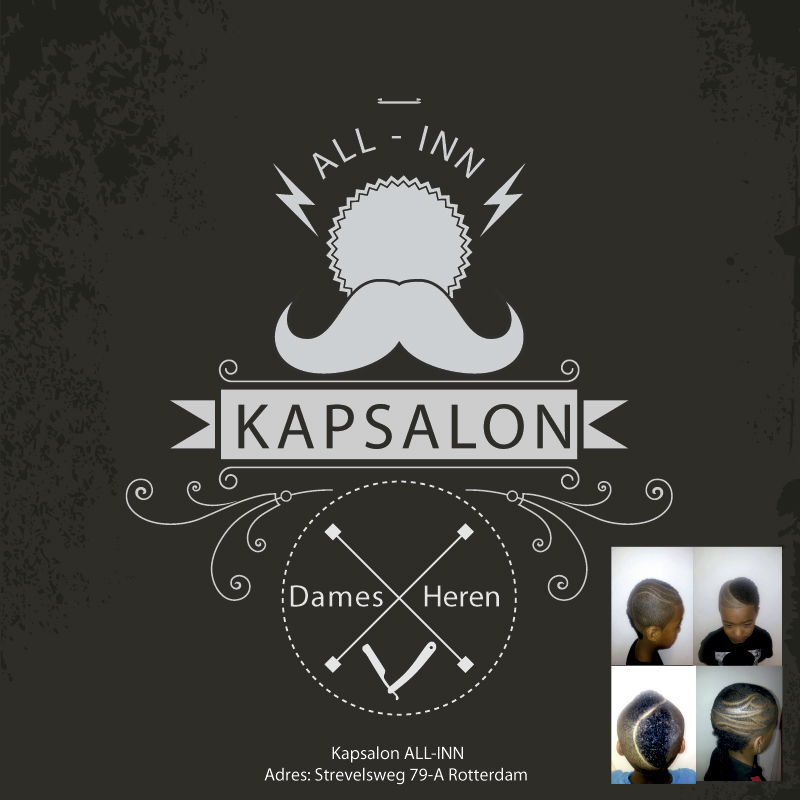 ALL - INN
KAPSALON
Dames Heren
Kapsalon ALL-INN
Adres: Strevelsweg 79-A Rotterdam